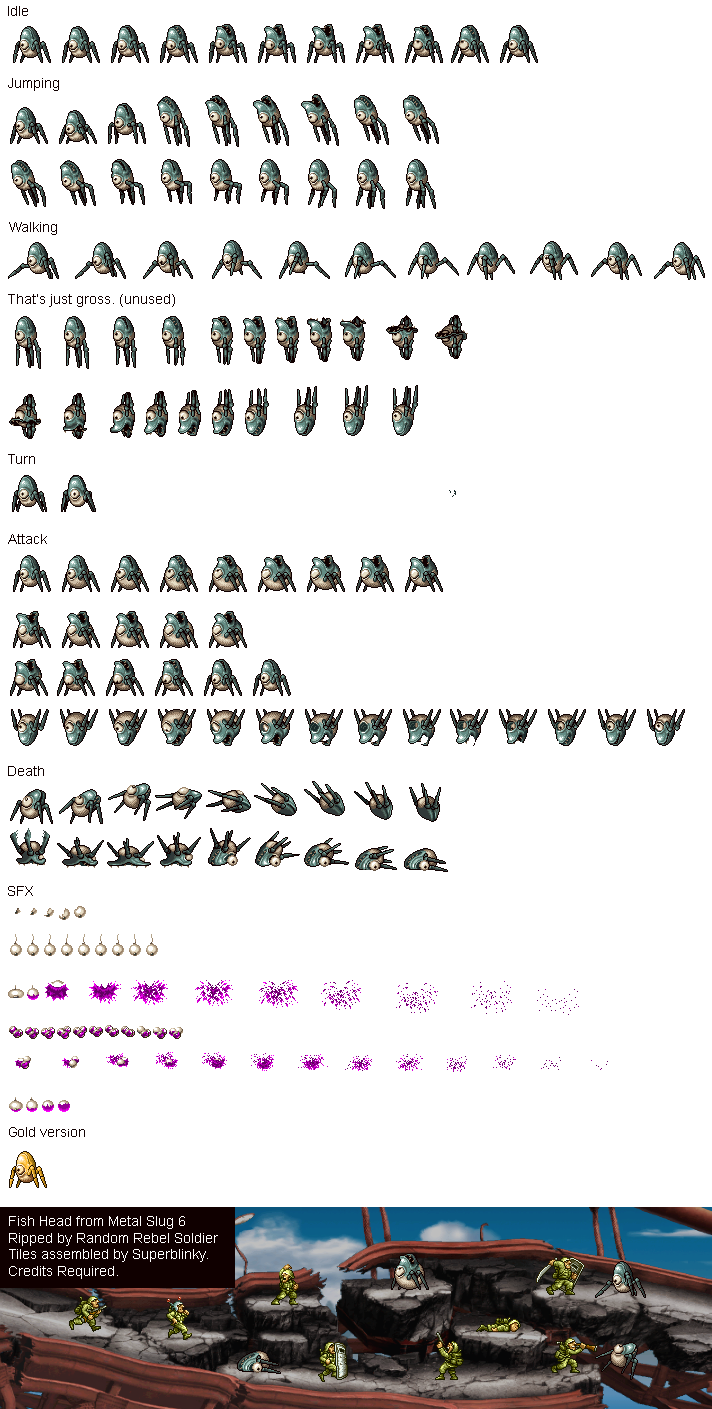 Idle
Jumping
Walking
That's just gross. (unused)
Turn
Attack
Death
SFX
Gold version
Fish Head from Metal Slug 6
Ripped by Random Rebel Soldier
Tiles assembled by Superblinky.
Credits Required.